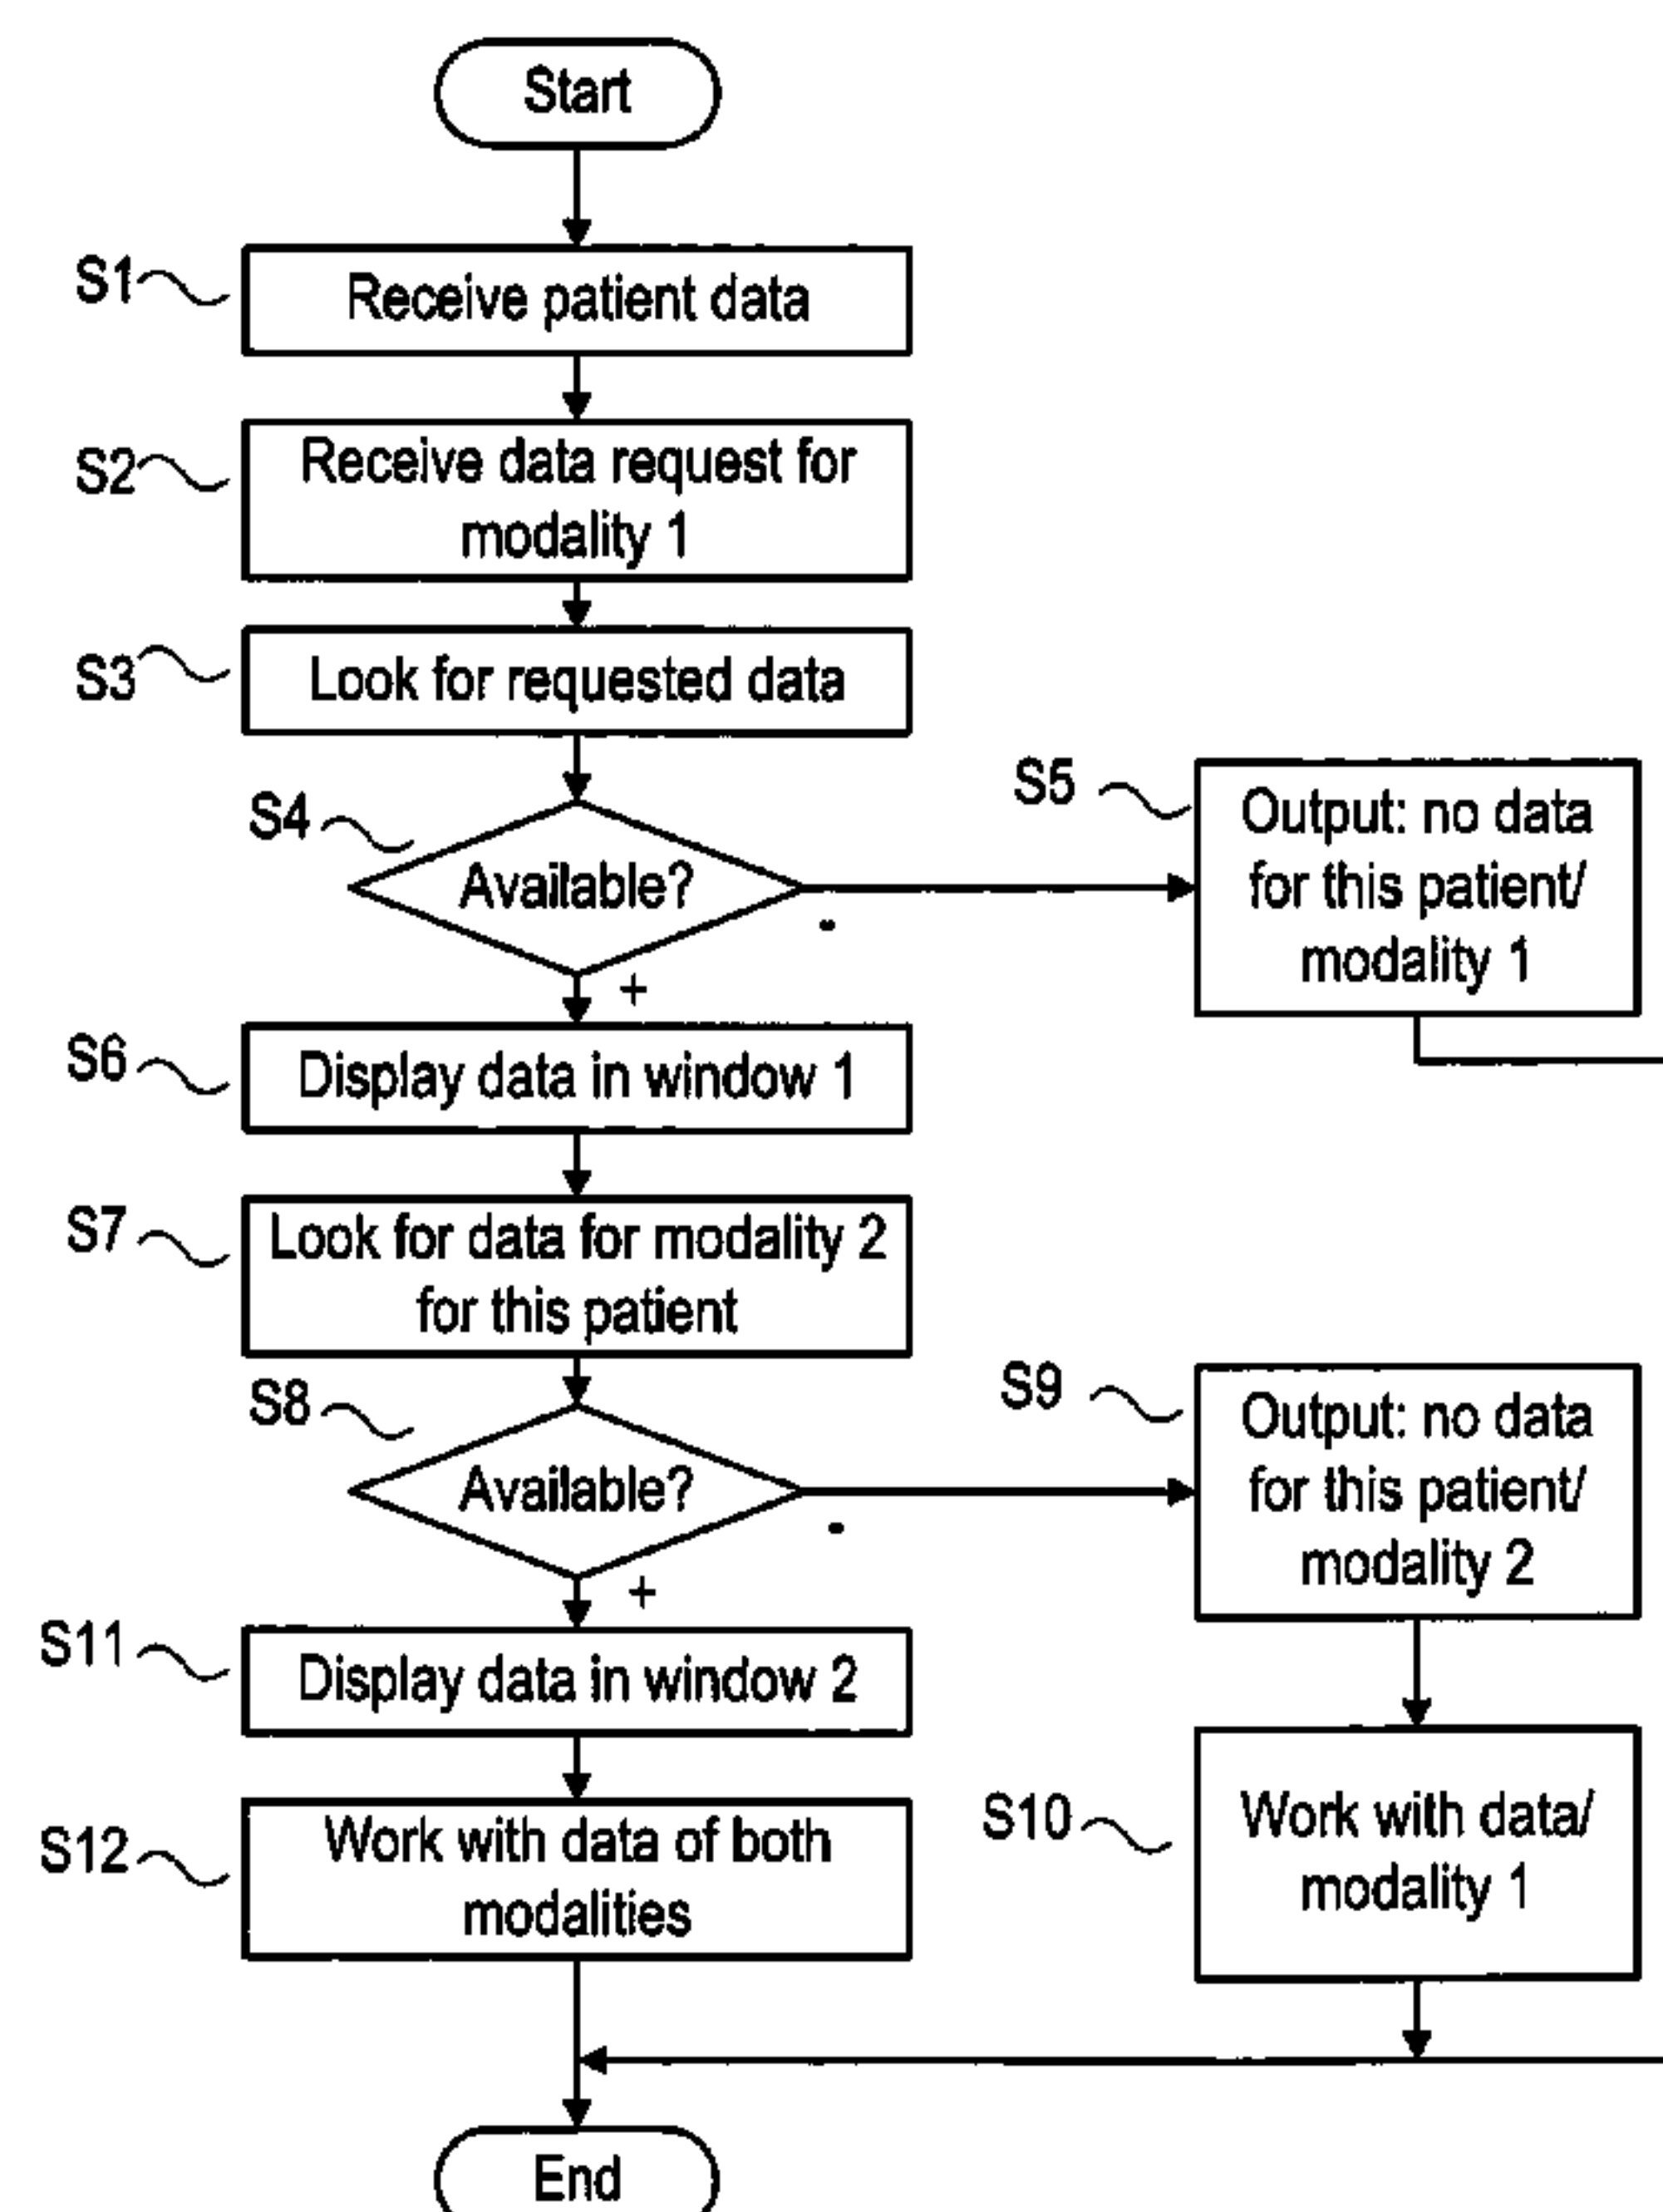 Start
S1
Receive patient data
S2
Receive data request for
modality 1
S3
Look for requested data
S4
Available?
-
+
S5
Output: no data
for this patient/
modality 1
S6
Display data in window 1
S7
Look for data for modality 2
for this patient
S8
Available?
-
+
S9
Output: no data
for this patient/
modality 2
S11
Display data in window 2
S10
Work with data/
modality 1
S12
Work with data of both
modalities
End